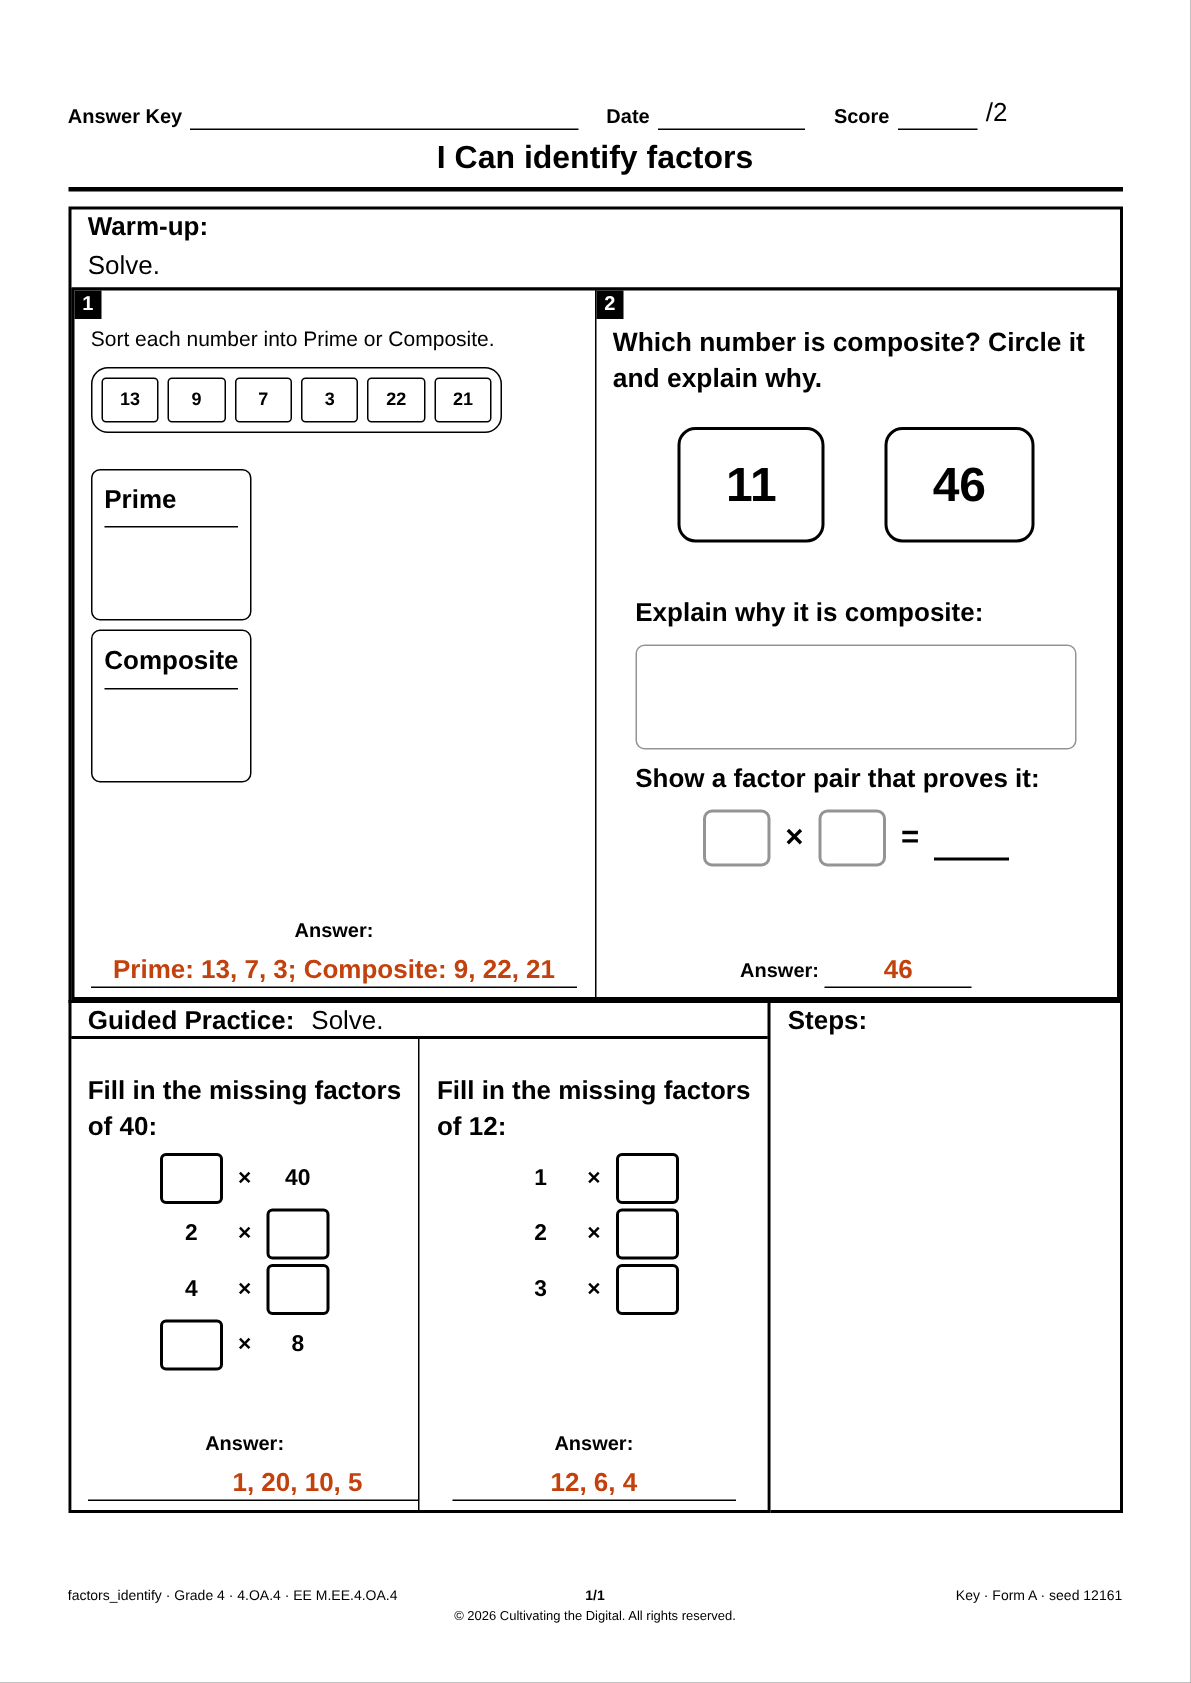 Answer Key Date Score /2
I Can identify factors
Warm-up:
Solve.
1
Sort each number into Prime or Composite.
13 9 7 3 22 21
Prime
Composite
Answer:
Prime: 13, 7, 3; Composite: 9, 22, 21
2
Which number is composite? Circle it
and explain why.
11 46
Explain why it is composite:
Show a factor pair that proves it:
× =
Answer: 46
Guided Practice: Solve.
Fill in the missing factors
of 40:
× 40
2 ×
4 ×
× 8
Answer:
1, 20, 10, 5
Fill in the missing factors
of 12:
1 ×
2 ×
3 ×
Answer:
12, 6, 4
Steps:
factors_identify · Grade 4 · 4.OA.4 · EE M.EE.4.OA.4 1/1 Key · Form A · seed 12161
© 2026 Cultivating the Digital. All rights reserved.